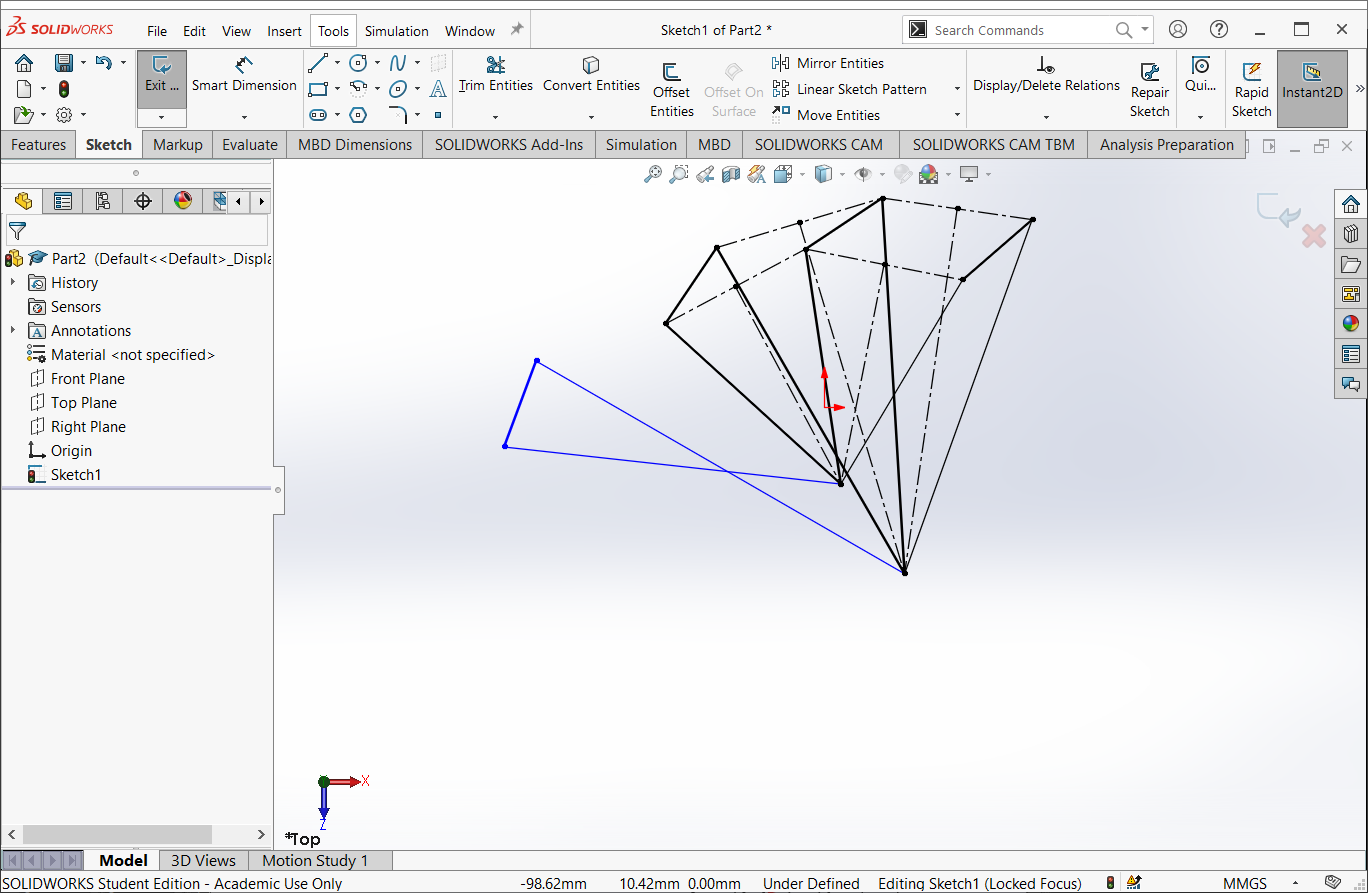 SOLIDWORKS
File Edit View Insert Tools Simulation Window
Sketch1 of Part2 *
Search Commands
Exit ...
Smart Dimension
Trim Entities
Convert Entities
Offset
Entities
Offset On
Surface
Mirror Entities
Linear Sketch Pattern
Move Entities
Display/Delete Relations
Repair
Sketch
Qui...
Rapid
Sketch
Instant2D
Features Sketch Markup Evaluate MBD Dimensions SOLIDWORKS Add-Ins Simulation MBD SOLIDWORKS CAM SOLIDWORKS CAM TBM Analysis Preparation
Part2 (Default<<Default>_Displa
History
Sensors
Annotations
Material <not specified>
Front Plane
Top Plane
Right Plane
Origin
Sketch1
X
Z
*Top
Model 3D Views Motion Study 1
SOLIDWORKS Student Edition - Academic Use Only -98.62mm 10.42mm 0.00mm Under Defined Editing Sketch1 (Locked Focus) MMGS